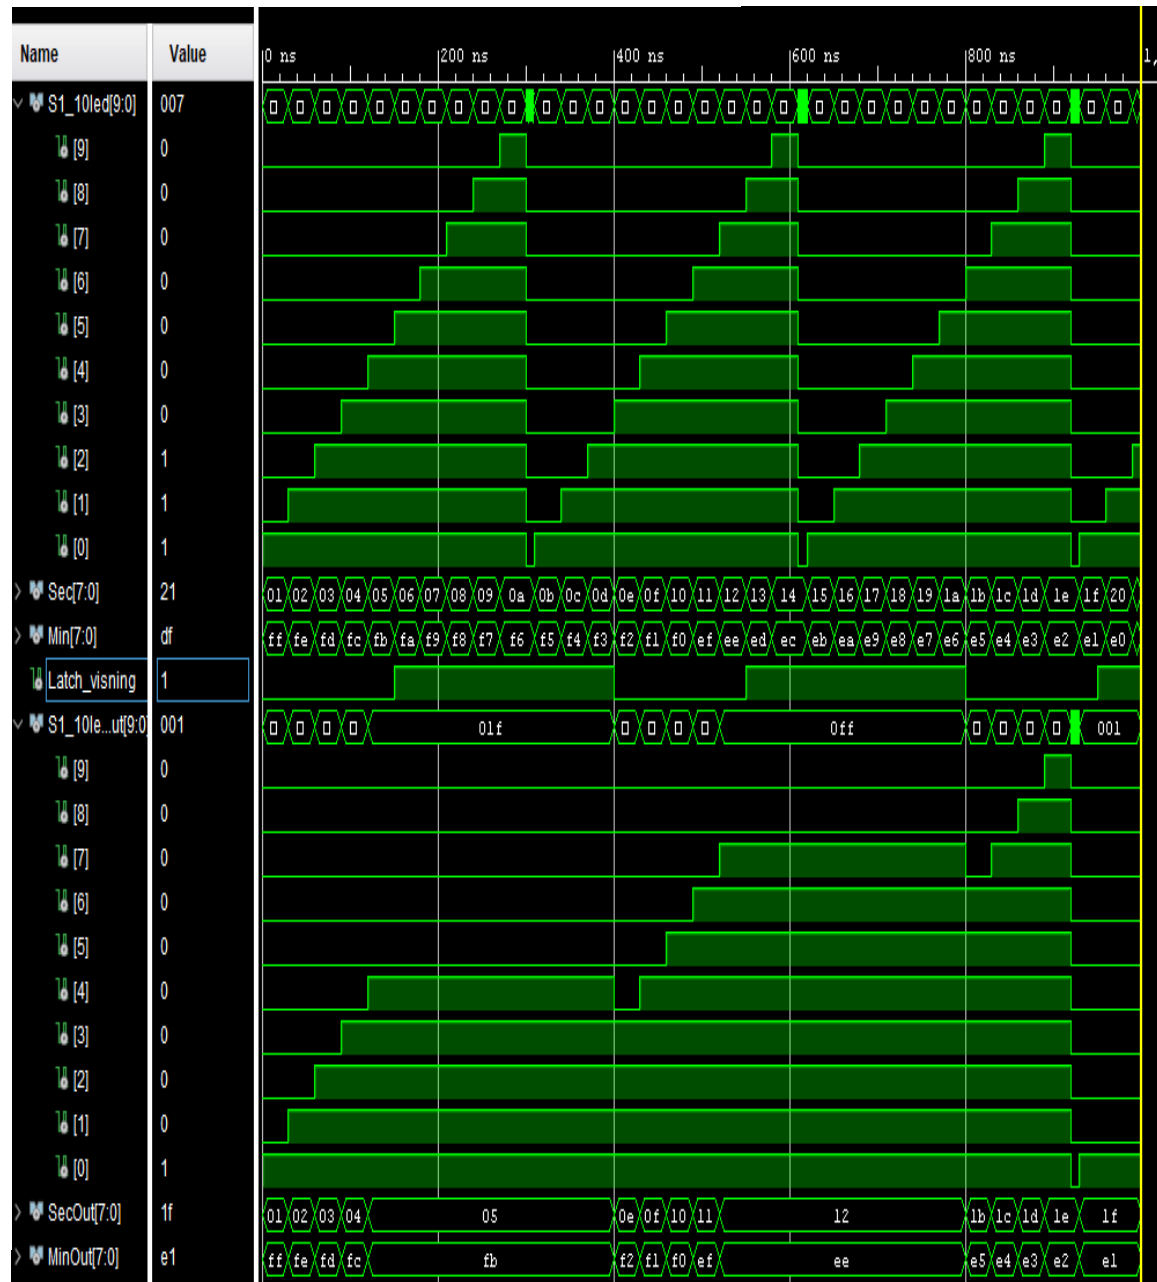 Name Value 0 ns 200 ns 400 ns 600 ns 800 ns 1,
S1_10led[9:0] 007
[9] 0
[8] 0
[7] 0
[6] 0
[5] 0
[4] 0
[3] 0
[2] 1
[1] 1
[0] 1
Sec[7:0] 21 01 02 03 04 05 06 07 08 09 0a 0b 0c 0d 0e 0f 10 11 12 13 14 15 16 17 18 19 1a 1b 1c 1d 1e 1f 20
Min[7:0] df ff fe fd fc fb fa f9 f8 f7 f6 f5 f4 f3 f2 f1 f0 ef ee ed ec eb ea e9 e8 e7 e6 e5 e4 e3 e2 e1 e0
Latch_visning 1
S1_10le...ut[9:0] 001 01f 0ff 001
[9] 0
[8] 0
[7] 0
[6] 0
[5] 0
[4] 0
[3] 0
[2] 0
[1] 0
[0] 1
SecOut[7:0] 1f 01 02 03 04 05 0e 0f 10 11 12 1b 1c 1d 1e 1f
MinOut[7:0] e1 ff fe fd fc fb f2 f1 f0 ef ee e5 e4 e3 e2 e1